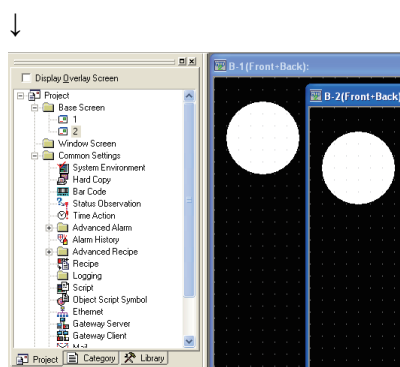 ↓
Display Overlay Screen
Project
Base Screen
1
2
Window Screen
Common Settings
System Environment
Hard Copy
Bar Code
Status Observation
Time Action
Advanced Alarm
Alarm History
Advanced Recipe
Recipe
Logging
Script
Object Script Symbol
Ethernet
Gateway Server
Gateway Client
Mail
Project Category Library
B-1(Front+Back):
B-2(Front+Back)